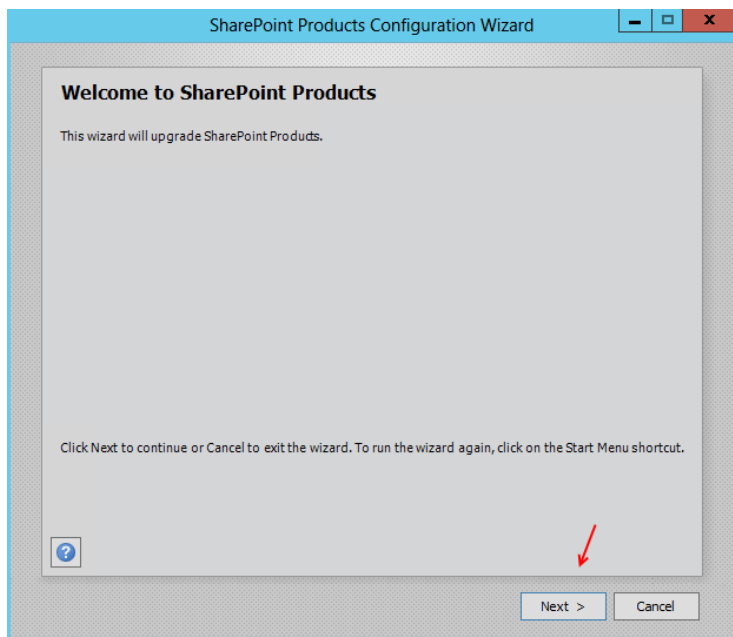 SharePoint Products Configuration Wizard
Welcome to SharePoint Products
This wizard will upgrade SharePoint Products.
Click Next to continue or Cancel to exit the wizard. To run the wizard again, click on the Start Menu shortcut.
?
Next > Cancel